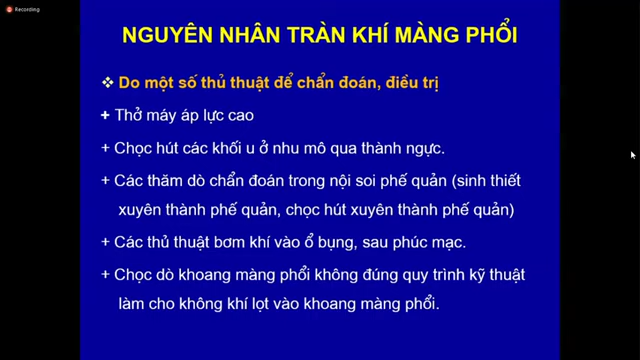 Recording
NGUYÊN NHÂN TRÀN KHÍ MÀNG PHỔI
❖ Do một số thủ thuật để chẩn đoán, điều trị
+ Thở máy áp lực cao
+ Chọc hút các khối u ở nhu mô qua thành ngực.
+ Các thăm dò chẩn đoán trong nội soi phế quản (sinh thiết
xuyên thành phế quản, chọc hút xuyên thành phế quản)
+ Các thủ thuật bơm khí vào ổ bụng, sau phúc mạc.
+ Chọc dò khoang màng phổi không đúng quy trình kỹ thuật
làm cho không khí lọt vào khoang màng phổi.